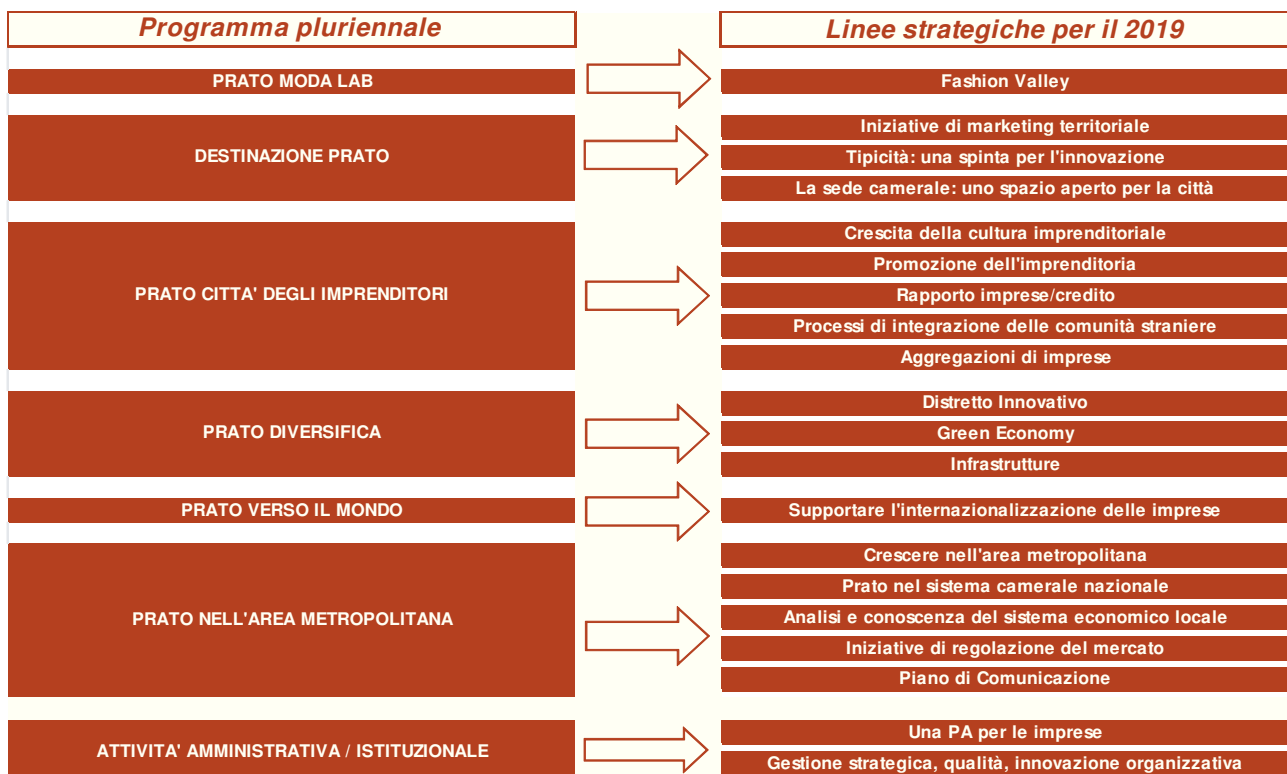 Programma pluriennale
Linee strategiche per il 2019
PRATO MODA LAB
Fashion Valley
DESTINAZIONE PRATO
Iniziative di marketing territoriale
Tipicità: una spinta per l'innovazione
La sede camerale: uno spazio aperto per la città
PRATO CITTA' DEGLI IMPRENDITORI
Crescita della cultura imprenditoriale
Promozione dell'imprenditoria
Rapporto imprese/credito
Processi di integrazione delle comunità straniere
Aggregazioni di imprese
PRATO DIVERSIFICA
Distretto Innovativo
Green Economy
Infrastrutture
PRATO VERSO IL MONDO
Supportare l'internazionalizzazione delle imprese
PRATO NELL'AREA METROPOLITANA
Crescere nell'area metropolitana
Prato nel sistema camerale nazionale
Analisi e conoscenza del sistema economico locale
Iniziative di regolazione del mercato
Piano di Comunicazione
ATTIVITA' AMMINISTRATIVA / ISTITUZIONALE
Una PA per le imprese
Gestione strategica, qualità, innovazione organizzativa